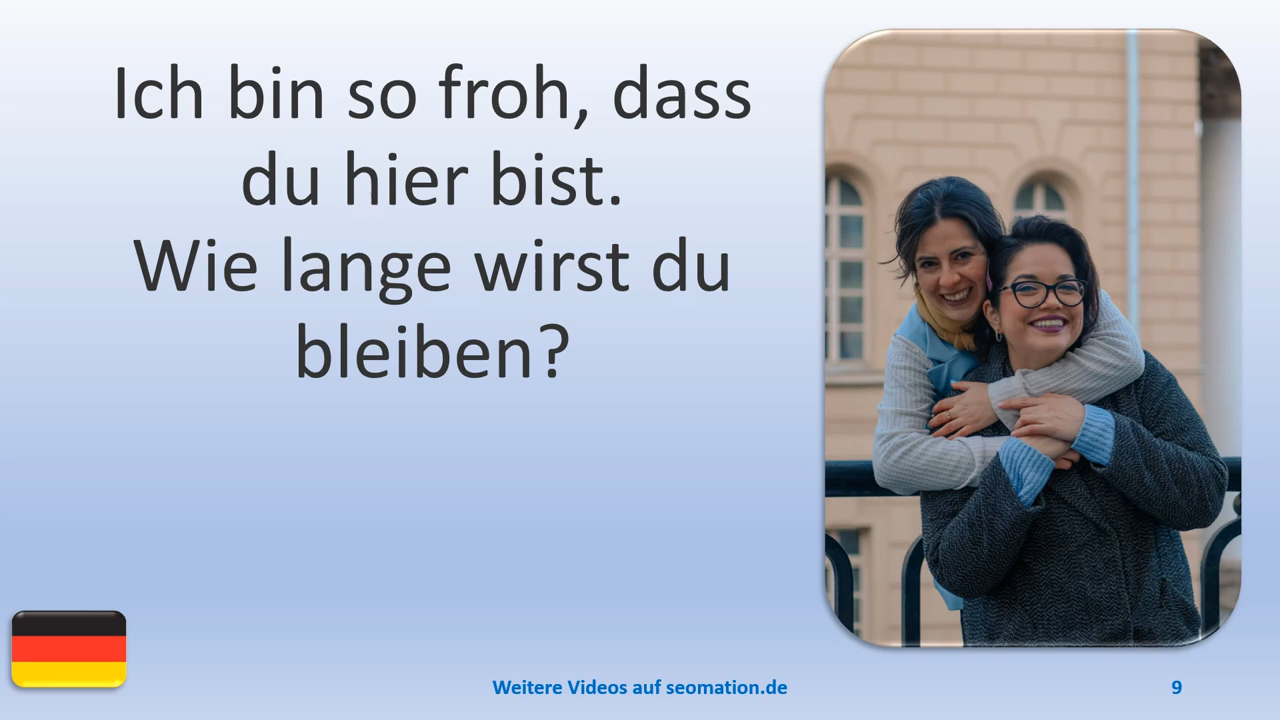 Ich bin so froh, dass
du hier bist.
Wie lange wirst du
bleiben?
Weitere Videos auf seomation.de
9